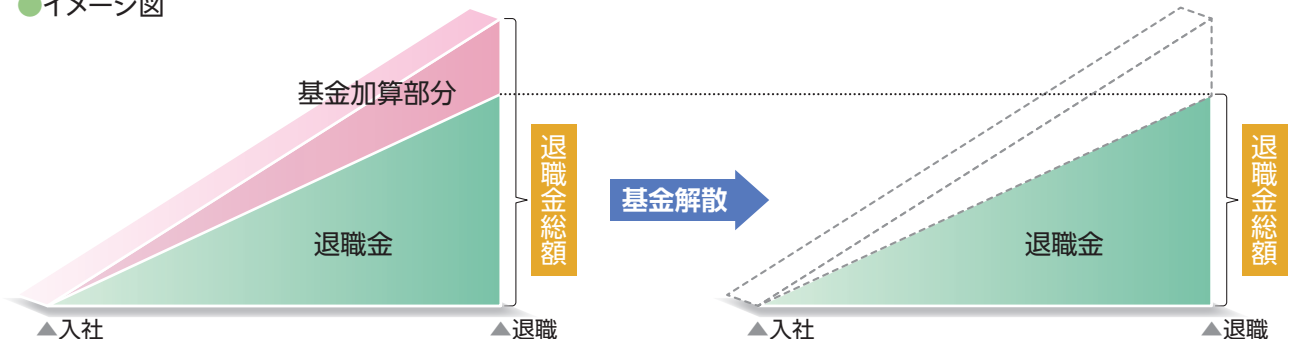 ●イメージ図
基金加算部分
退職金
退職金総額
▲入社
▲退職
基金解散
退職金
退職金総額
▲入社
▲退職